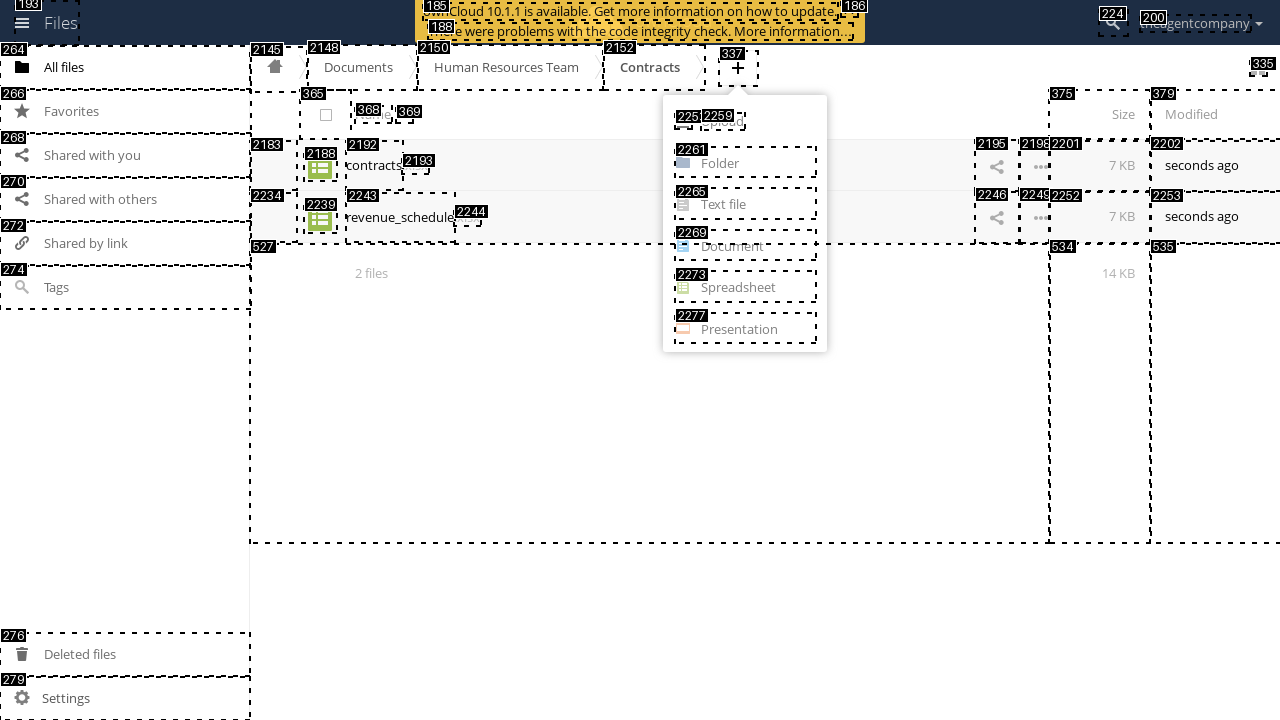 193
Files
185
ownCloud 10.1.1 is available. Get more information on how to update.
186
188
There were problems with the code integrity check. More information…
224
200
theagentcompany
264
All files
266
Favorites
268
Shared with you
270
Shared with others
272
Shared by link
274
Tags
276
Deleted files
279
Settings
2145
2148
Documents
2150
Human Resources Team
2152
Contracts
337
+
335
365
368
Name
369
375
Size
379
Modified
2183
2188
2192
contracts
2193
2195
2198
2201
7 KB
2202
seconds ago
2234
2239
2243
revenue_schedule
2244
2246
2249
2252
7 KB
2253
seconds ago
527
2 files
534
14 KB
535
2259
Upload
2261
Folder
2265
Text file
2269
Document
2273
Spreadsheet
2277
Presentation